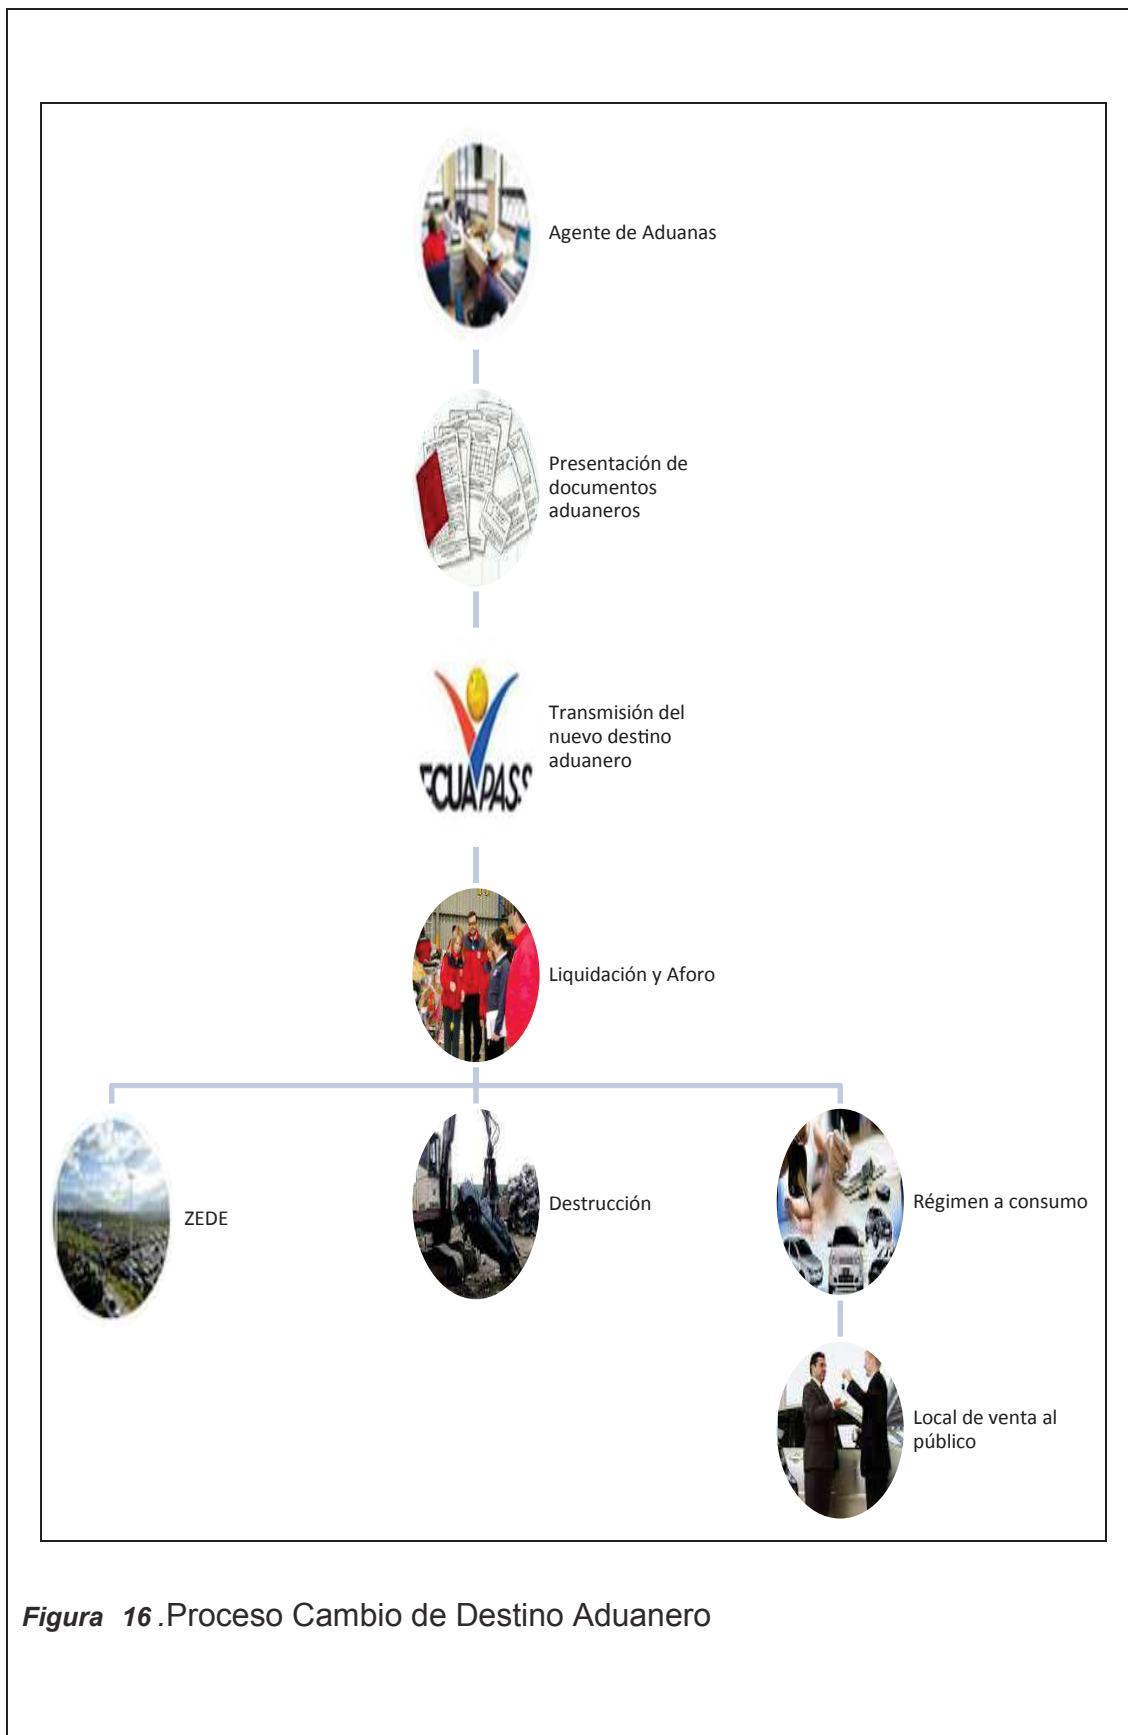 Agente de Aduanas
Presentación de
documentos
aduaneros
ECUAPASS
Transmisión del
nuevo destino
aduanero
Liquidación y Aforo
ZEDE
Destrucción
Régimen a consumo
Local de venta al
público
Figura 16 .Proceso Cambio de Destino Aduanero